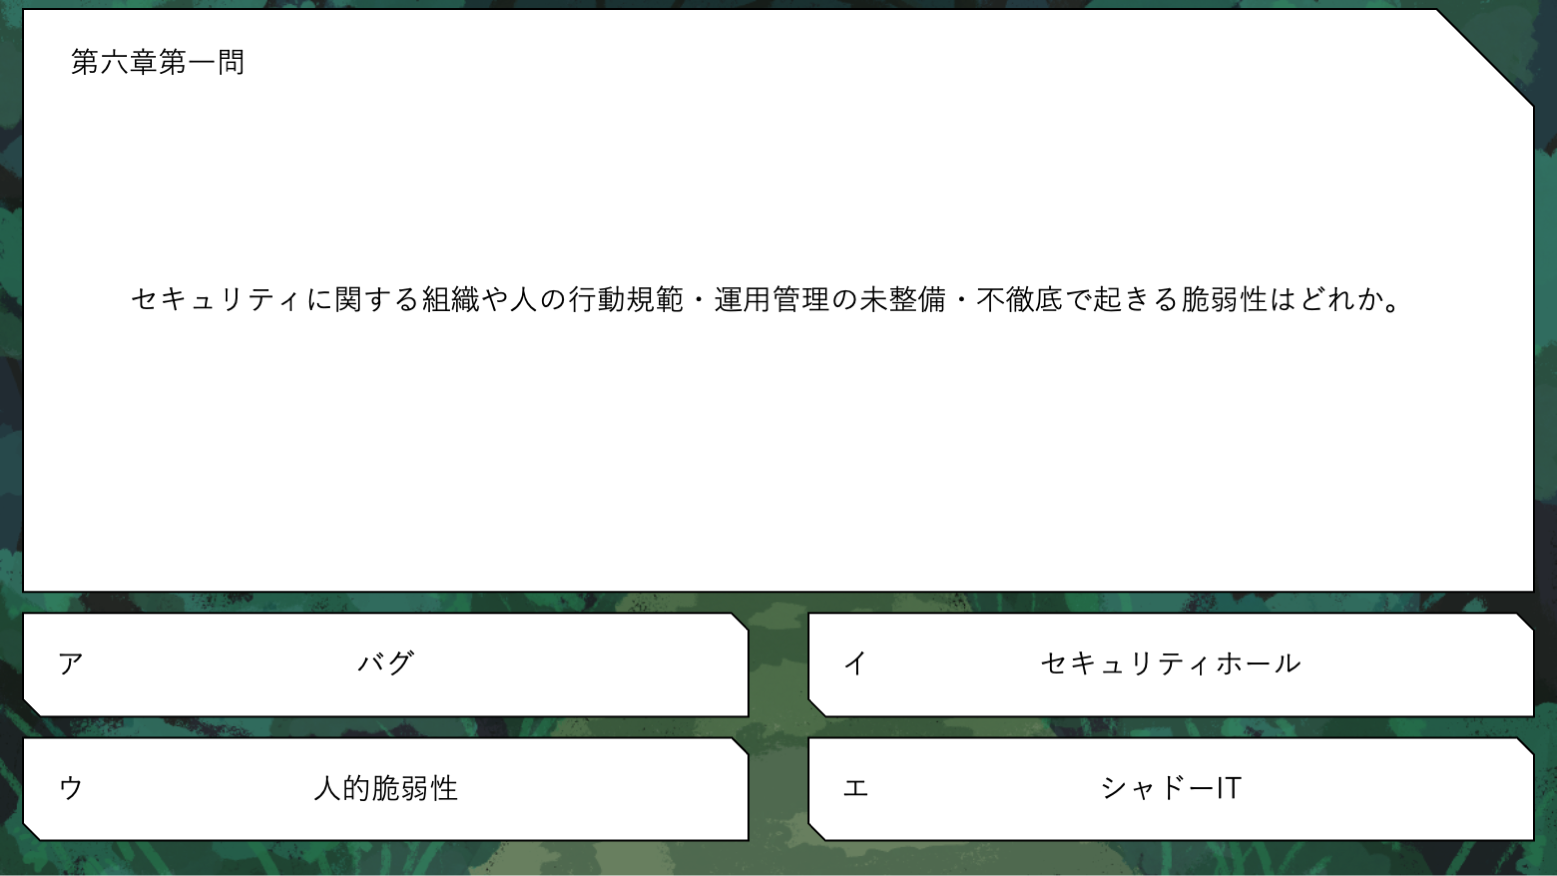 第六章第一問
セキュリティに関する組織や人の行動規範・運用管理の未整備・不徹底で起きる脆弱性はどれか。
ア バグ
イ セキュリティホール
ウ 人的脆弱性
エ シャドーIT